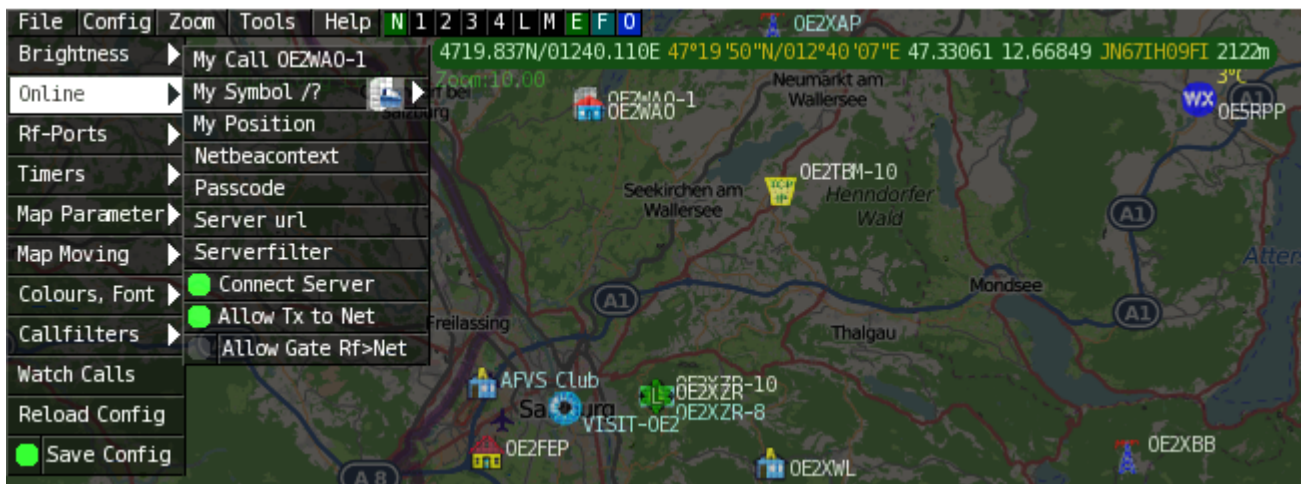 File Config Zoom Tools Help N 1 2 3 4 L M E F O
OE2XAP
4719.837N/01240.110E 47°19'50"N/012°40'07"E 47.33061 12.66849 JN67IH09FI 2122m
Zoom:10.00
Brightness
Online
Rf-Ports
Timers
Map Parameter
Map Moving
Colours, Font
Callfilters
Watch Calls
Reload Config
Save Config
My Call OE2WAO-1
My Symbol /?
My Position
Netbeacontext
Passcode
Server url
Serverfilter
Connect Server
Allow Tx to Net
Allow Gate Rf>Net
Salzburg
Neumarkt am
Wallersee
3°C
WX
A1
OE5RPP
OE2WAO-1
OE2WAO
OE2TBM-10
Seekirchen am
Wallersee
Henndorfer
Wald
A1
Atters
Mondsee
A1
A1
Freilassing
Thalgau
AFVS Club
L
OE2XZR-10
OE2XZR
OE2XZR-8
Salzburg
VISIT-OE2
OE2FEP
OE2XWL
OE2XBB
A 8